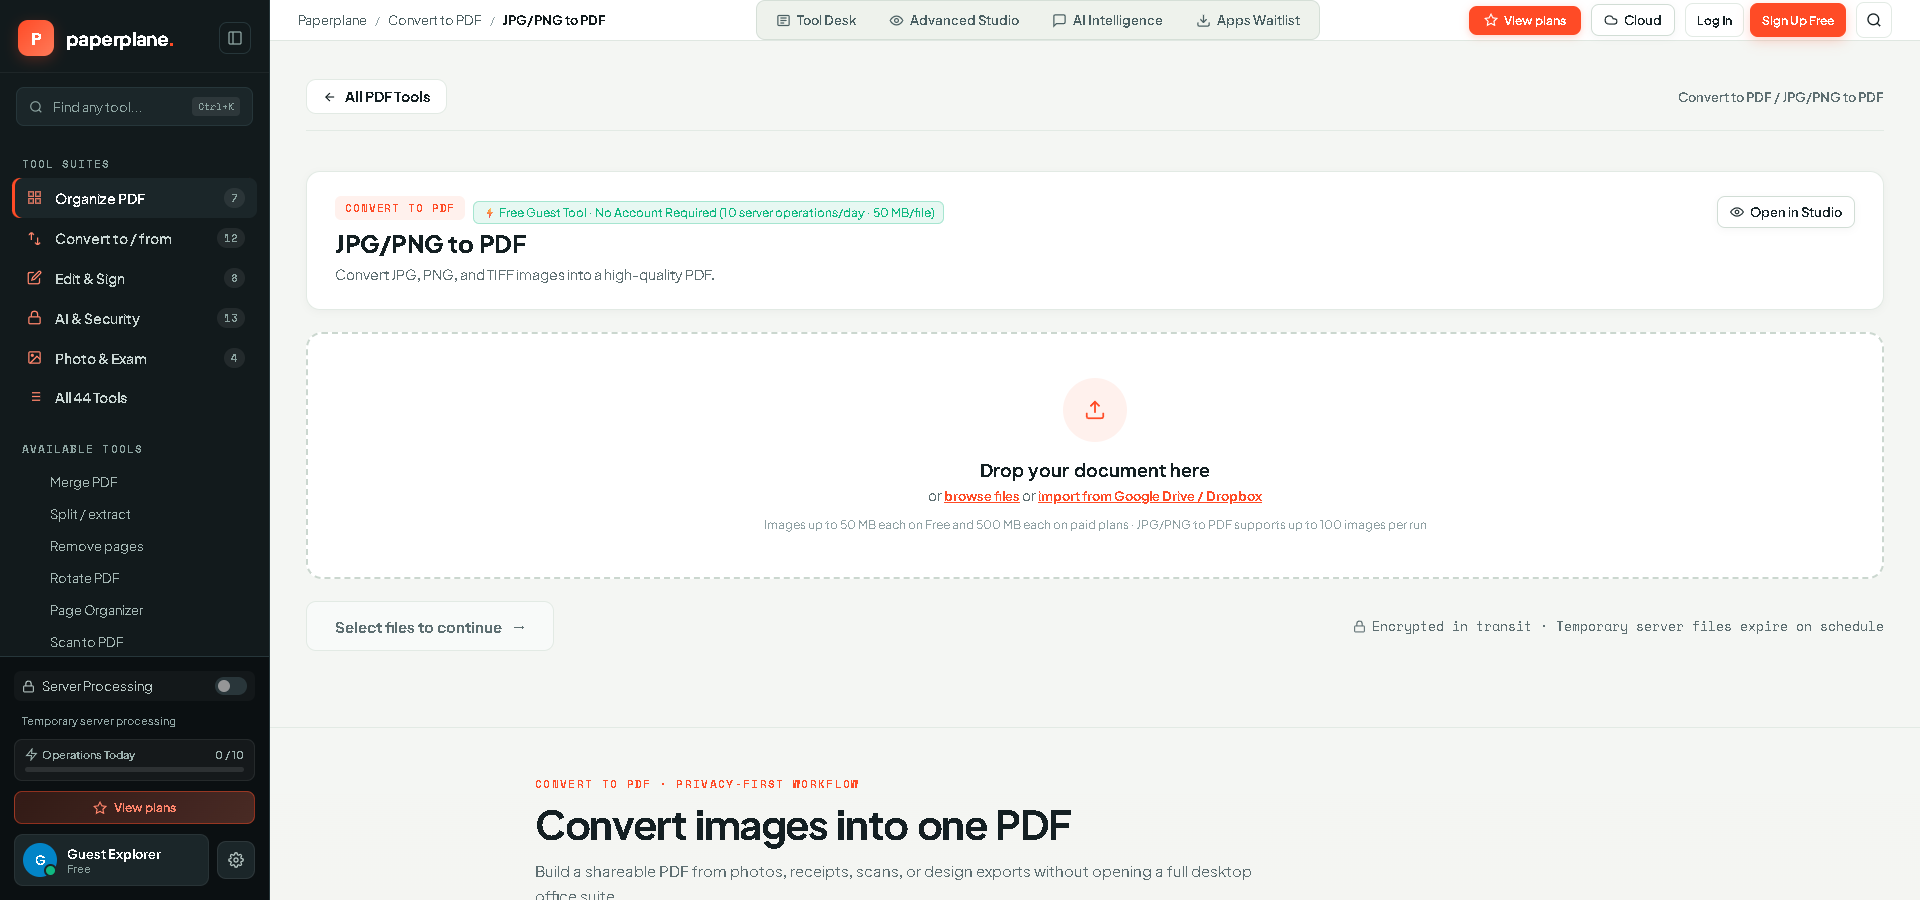 P paperplane.
Find any tool... Ctrl+K
TOOL SUITES
Organize PDF 7
Convert to / from 12
Edit & Sign 8
AI & Security 13
Photo & Exam 4
All 44 Tools
AVAILABLE TOOLS
Merge PDF
Split / extract
Remove pages
Rotate PDF
Page Organizer
Scan to PDF
Server Processing
Temporary server processing
Operations Today 0 / 10
View plans
G Guest Explorer
Free
Paperplane / Convert to PDF / JPG/PNG to PDF
Tool Desk Advanced Studio AI Intelligence Apps Waitlist
View plans Cloud Log In Sign Up Free
← All PDF Tools
Convert to PDF / JPG/PNG to PDF
CONVERT TO PDF
Free Guest Tool · No Account Required (10 server operations/day · 50 MB/file)
Open in Studio
JPG/PNG to PDF
Convert JPG, PNG, and TIFF images into a high-quality PDF.
Drop your document here
or browse files or import from Google Drive / Dropbox
Images up to 50 MB each on Free and 500 MB each on paid plans · JPG/PNG to PDF supports up to 100 images per run
Select files to continue →
Encrypted in transit · Temporary server files expire on schedule
CONVERT TO PDF · PRIVACY-FIRST WORKFLOW
Convert images into one PDF
Build a shareable PDF from photos, receipts, scans, or design exports without opening a full desktop
office suite.